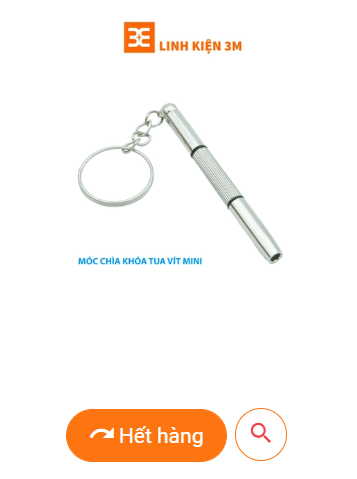 LINH KIỆN 3M
MÓC CHÌA KHÓA TUA VÍT MINI
Hết hàng